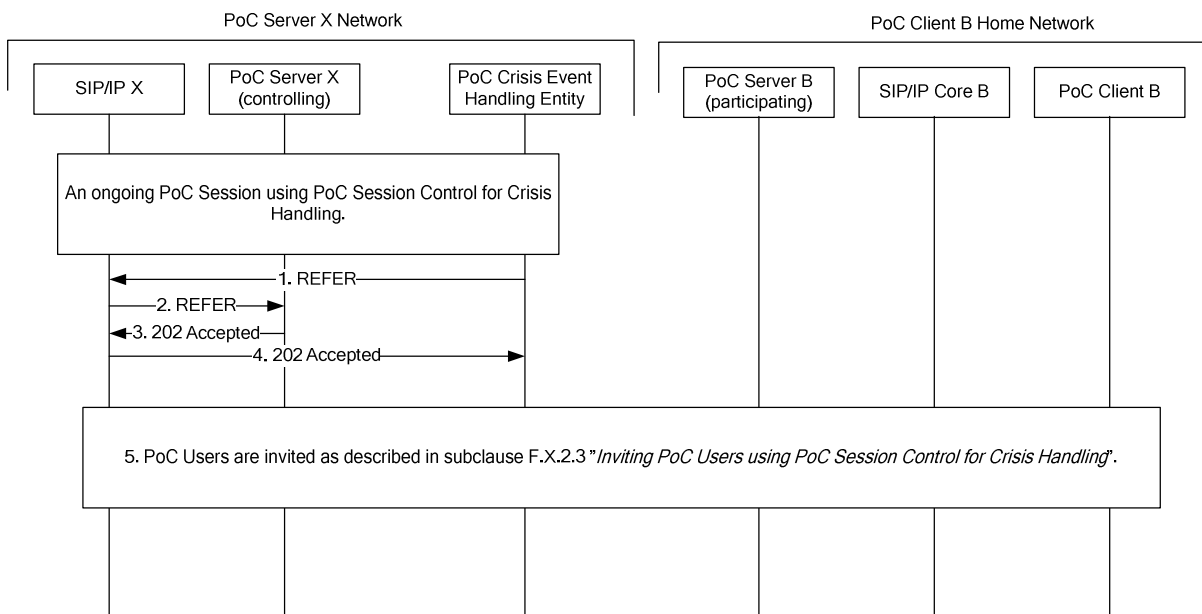 PoC Server X Network
PoC Client B Home Network
SIP/IP X
PoC Server X
(controlling)
PoC Crisis Event
Handling Entity
PoC Server B
(participating)
SIP/IP Core B
PoC Client B
An ongoing PoC Session using PoC Session Control for Crisis
Handling.
1. REFER
2. REFER
3. 202 Accepted
4. 202 Accepted
5. PoC Users are invited as described in subclause F.X.2.3 "Inviting PoC Users using PoC Session Control for Crisis Handling".